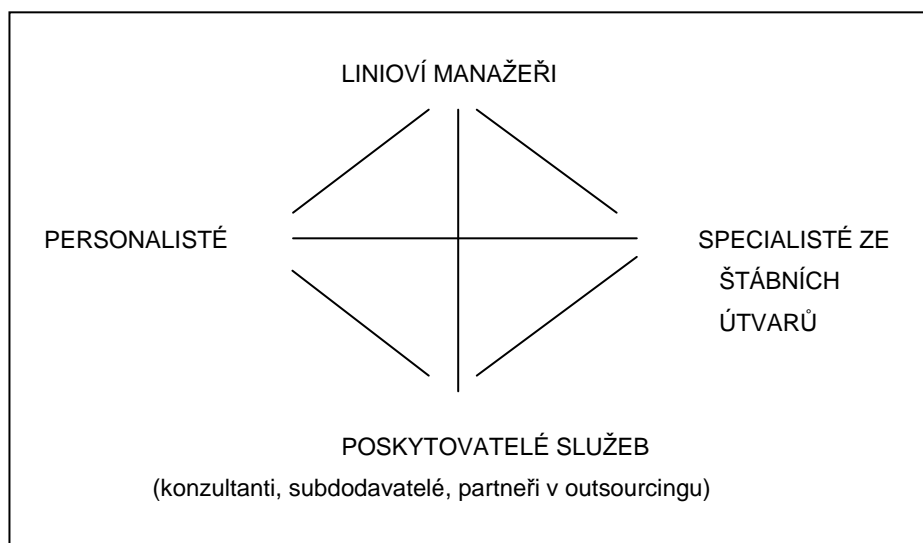 LINIOVÍ MANAŽEŘI
PERSONALISTÉ
SPECIALISTÉ ZE
ŠTÁBNÍCH
ÚTVARŮ
POSKYTOVATELÉ SLUŽEB
(konzultanti, subdodavatelé, partneři v outsourcingu)